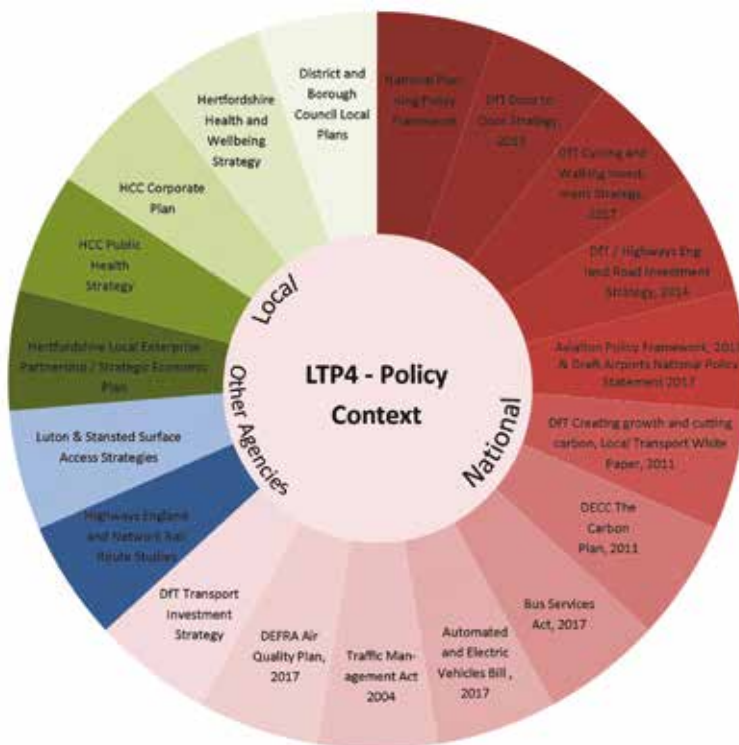 LTP4 - Policy
Context
National
National Plan-
ning Policy
Framework
DfT Door to
Door Strategy,
2013
DfT Cycling and
Walking Invest-
ment Strategy,
2017
DfT / Highways Eng
land Road Investment
Strategy, 2014
Aviation Policy Framework,
& Draft Airports National Policy
Statement 2017
DfT Creating growth and cutting
carbon, Local Transport White
Paper, 2011
DECC The
Carbon
Plan, 2011
Bus Services
Act, 2017
Automated
and Electric
Vehicles Bill ,
2017
Traffic Man-
agement Act
2004
DEFRA Air
Quality Plan,
2017
DfT Transport
Investment
Strategy
Other Agencies
Highways England
and Network Rail
Route Studies
Luton & Stansted Surface
Access Strategies
Hertfordshire Local Enterprise
Partnership / Strategic Economic
Plan
Local
HCC Public
Health
Strategy
HCC Corporate
Plan
Hertfordshire
Health and
Wellbeing
Strategy
District and
Borough
Council Local
Plans